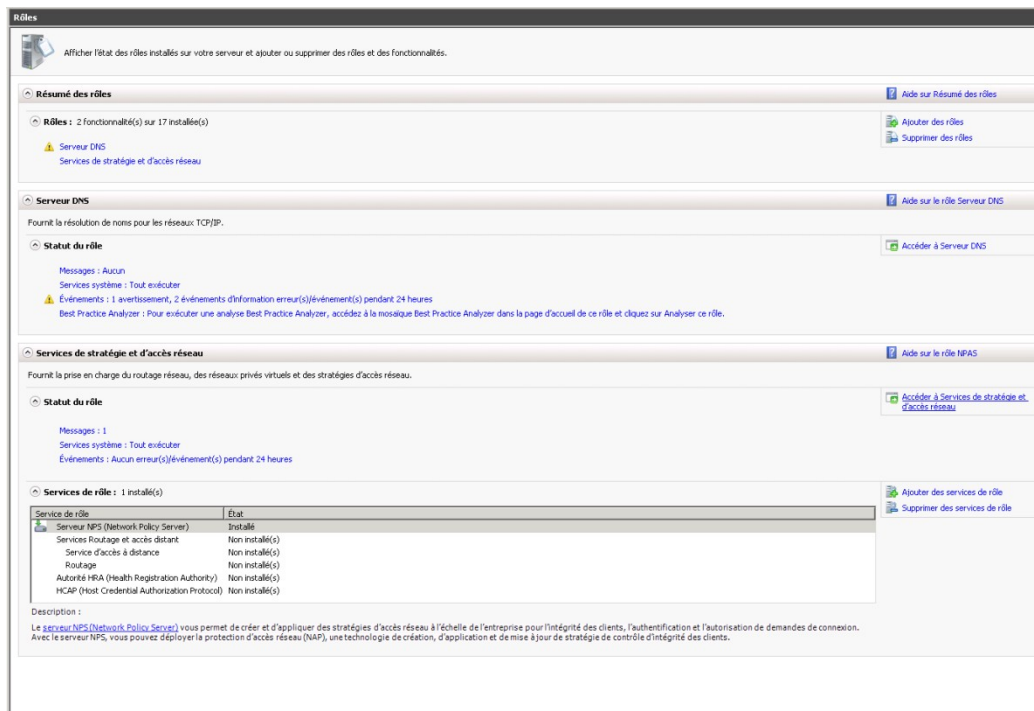 Rôles
Afficher l'état des rôles installés sur votre serveur et ajouter ou supprimer des rôles et des fonctionnalités.
Résumé des rôles
Aide sur Résumé des rôles
Rôles : 2 fonctionnalité(s) sur 17 installée(s)
Ajouter des rôles
Supprimer des rôles
Serveur DNS
Services de stratégie et d'accès réseau
Serveur DNS
Aide sur le rôle Serveur DNS
Fournit la résolution de noms pour les réseaux TCP/IP.
Statut du rôle
Accéder à Serveur DNS
Messages : Aucun
Services système : Tout exécuter
Événements : 1 avertissement, 2 événements d'information erreur(s)/événement(s) pendant 24 heures
Best Practice Analyzer : Pour exécuter une analyse Best Practice Analyzer, accédez à la mosaïque Best Practice Analyzer dans la page d'accueil de ce rôle et cliquez sur Analyser ce rôle.
Services de stratégie et d'accès réseau
Aide sur le rôle NPAS
Fournit la prise en charge du routage réseau, des réseaux privés virtuels et des stratégies d'accès réseau.
Statut du rôle
Accéder à Services de stratégie et
d'accès réseau
Messages : 1
Services système : Tout exécuter
Événements : Aucun erreur(s)/événement(s) pendant 24 heures
Services de rôle : 1 installé(s)
Ajouter des services de rôle
Supprimer des services de rôle
Service de rôle État
Serveur NPS (Network Policy Server) Installé
Services Routage et accès distant Non installé(s)
Service d'accès à distance Non installé(s)
Routage Non installé(s)
Autorité HRA (Health Registration Authority) Non installé(s)
HCAP (Host Credential Authorization Protocol) Non installé(s)
Description :
Le serveur NPS (Network Policy Server) vous permet de créer et d'appliquer des stratégies d'accès réseau à l'échelle de l'entreprise pour l'intégrité des clients, l'authentification et l'autorisation de demandes de connexion.
Avec le serveur NPS, vous pouvez déployer la protection d'accès réseau (NAP), une technologie de création, d'application et de mise à jour de stratégie de contrôle d'intégrité des clients.